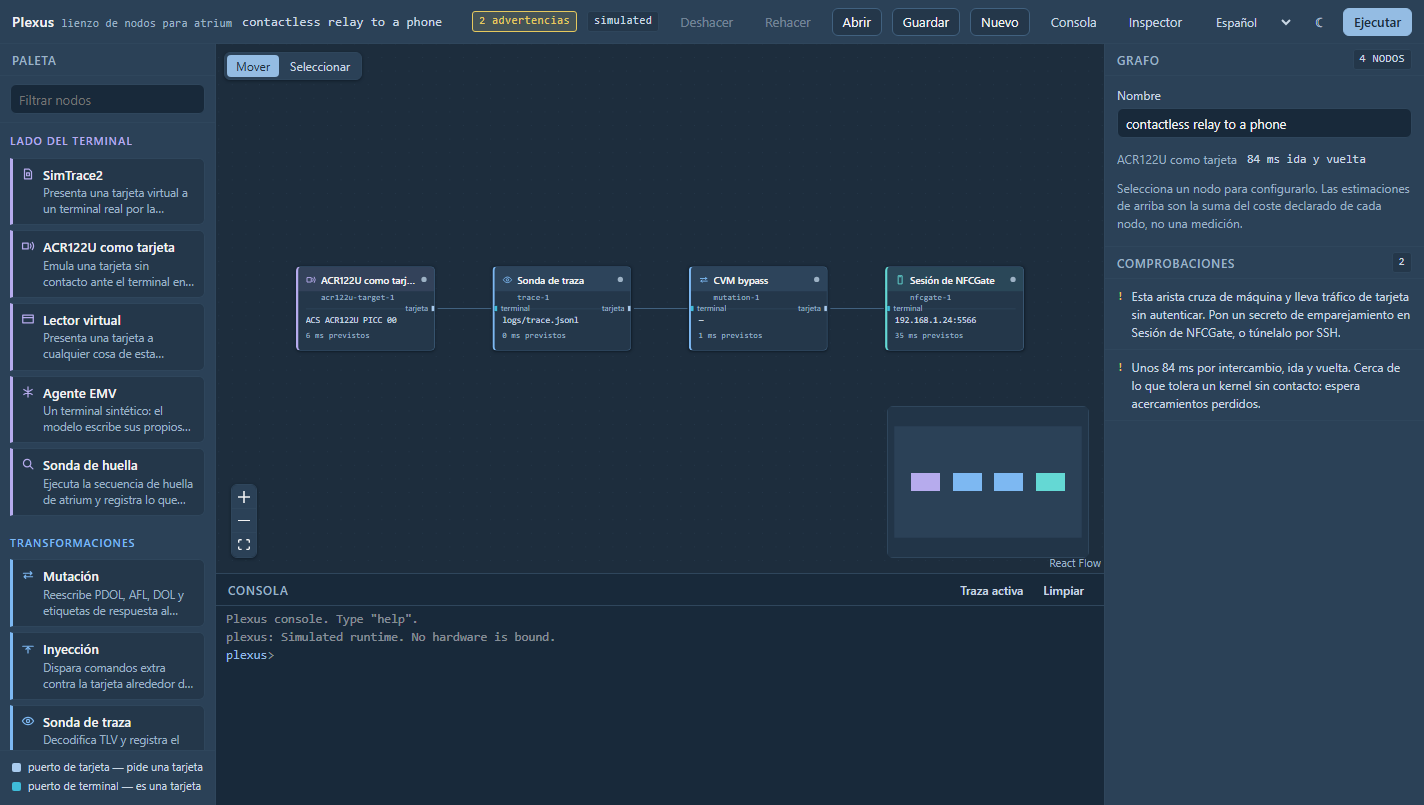 Plexus lienzo de nodos para atrium contactless relay to a phone 2 advertencias simulated Deshacer Rehacer Abrir Guardar Nuevo Consola Inspector Español Ejecutar
PALETA
Filtrar nodos
LADO DEL TERMINAL
SimTrace2
Presenta una tarjeta virtual a
un terminal real por la...
ACR122U como tarjeta
Emula una tarjeta sin
contacto ante el terminal en...
Lector virtual
Presenta una tarjeta a
cualquier cosa de esta...
Agente EMV
Un terminal sintético: el
modelo escribe sus propios...
Sonda de huella
Ejecuta la secuencia de huella
de atrium y registra lo que...
TRANSFORMACIONES
Mutación
Reescribe PDOL, AFL, DOL y
etiquetas de respuesta al...
Inyección
Dispara comandos extra
contra la tarjeta alrededor d...
Sonda de traza
Decodifica TLV y registra el
puerto de tarjeta — pide una tarjeta
puerto de terminal — es una tarjeta
Mover Seleccionar
ACR122U como tarj...
acr122u-target-1
tarjeta
ACS ACR122U PICC 00
6 ms previstos
Sonda de traza
trace-1
terminal tarjeta
logs/trace.jsonl
0 ms previstos
CVM bypass
mutation-1
terminal tarjeta
—
1 ms previstos
Sesión de NFCGate
nfcgate-1
terminal
192.168.1.24:5566
35 ms previstos
React Flow
CONSOLA Traza activa Limpiar
Plexus console. Type "help".
plexus: Simulated runtime. No hardware is bound.
plexus>
GRAFO 4 NODOS
Nombre
contactless relay to a phone
ACR122U como tarjeta 84 ms ida y vuelta
Selecciona un nodo para configurarlo. Las estimaciones
de arriba son la suma del coste declarado de cada
nodo, no una medición.
COMPROBACIONES 2
! Esta arista cruza de máquina y lleva tráfico de tarjeta
sin autenticar. Pon un secreto de emparejamiento en
Sesión de NFCGate, o túnelalo por SSH.
! Unos 84 ms por intercambio, ida y vuelta. Cerca de
lo que tolera un kernel sin contacto: espera
acercamientos perdidos.